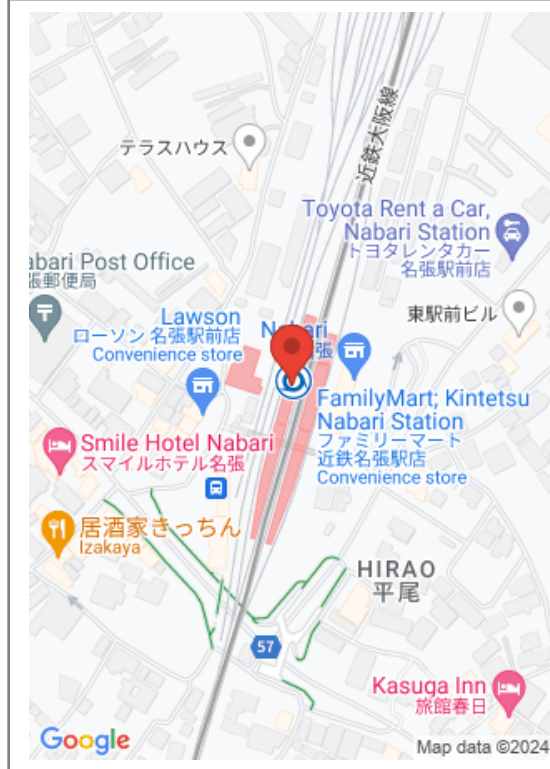 テラスハウス
近鉄大阪線
Toyota Rent a Car,
Nabari Station
トヨタレンタカー
名張駅前店
abari Post Office
張郵便局
東駅前ビル
Lawson
ローソン 名張駅前店
Convenience store
Nabari
張
FamilyMart; Kintetsu
Nabari Station
ファミリーマート
近鉄名張駅店
Convenience store
Smile Hotel Nabari
スマイルホテル名張
居酒家きっちん
Izakaya
HIRAO
平尾
57
Kasuga Inn
旅館春日
Google
Map data ©2024